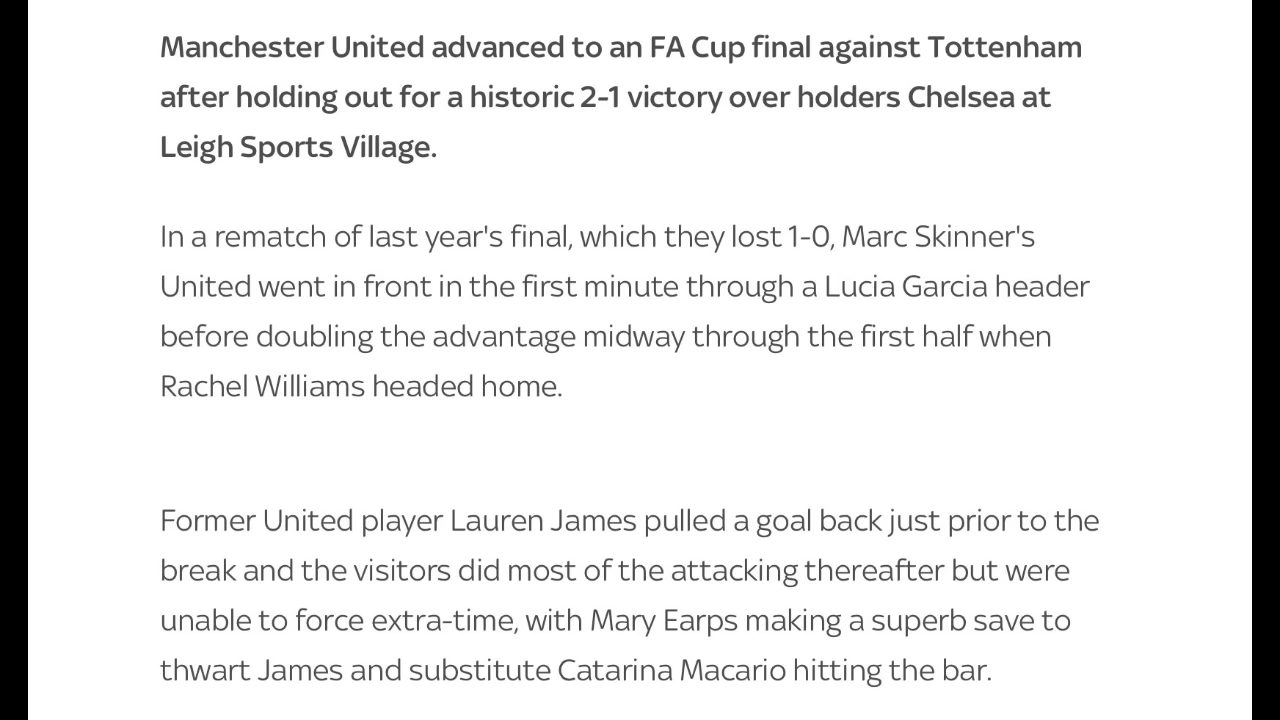 Manchester United advanced to an FA Cup final against Tottenham
after holding out for a historic 2-1 victory over holders Chelsea at
Leigh Sports Village.
In a rematch of last year's final, which they lost 1-0, Marc Skinner's
United went in front in the first minute through a Lucia Garcia header
before doubling the advantage midway through the first half when
Rachel Williams headed home.
Former United player Lauren James pulled a goal back just prior to the
break and the visitors did most of the attacking thereafter but were
unable to force extra-time, with Mary Earps making a superb save to
thwart James and substitute Catarina Macario hitting the bar.